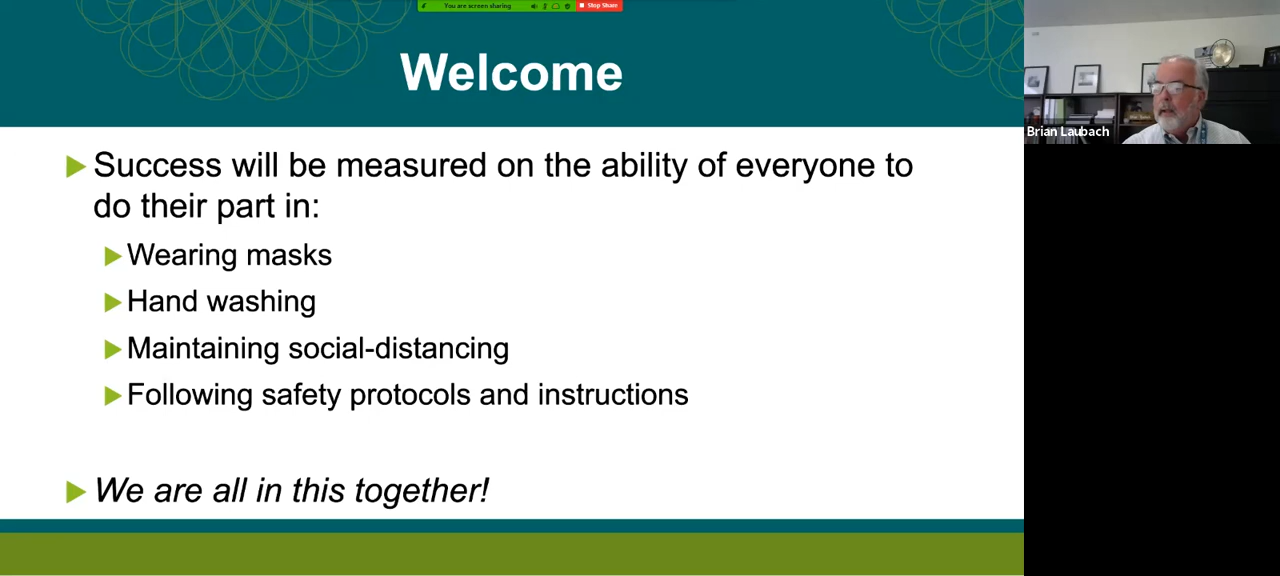 You are screen sharing
Stop Share
Welcome
Success will be measured on the ability of everyone to
do their part in:
Wearing masks
Hand washing
Maintaining social-distancing
Following safety protocols and instructions
We are all in this together!
Brian Laubach